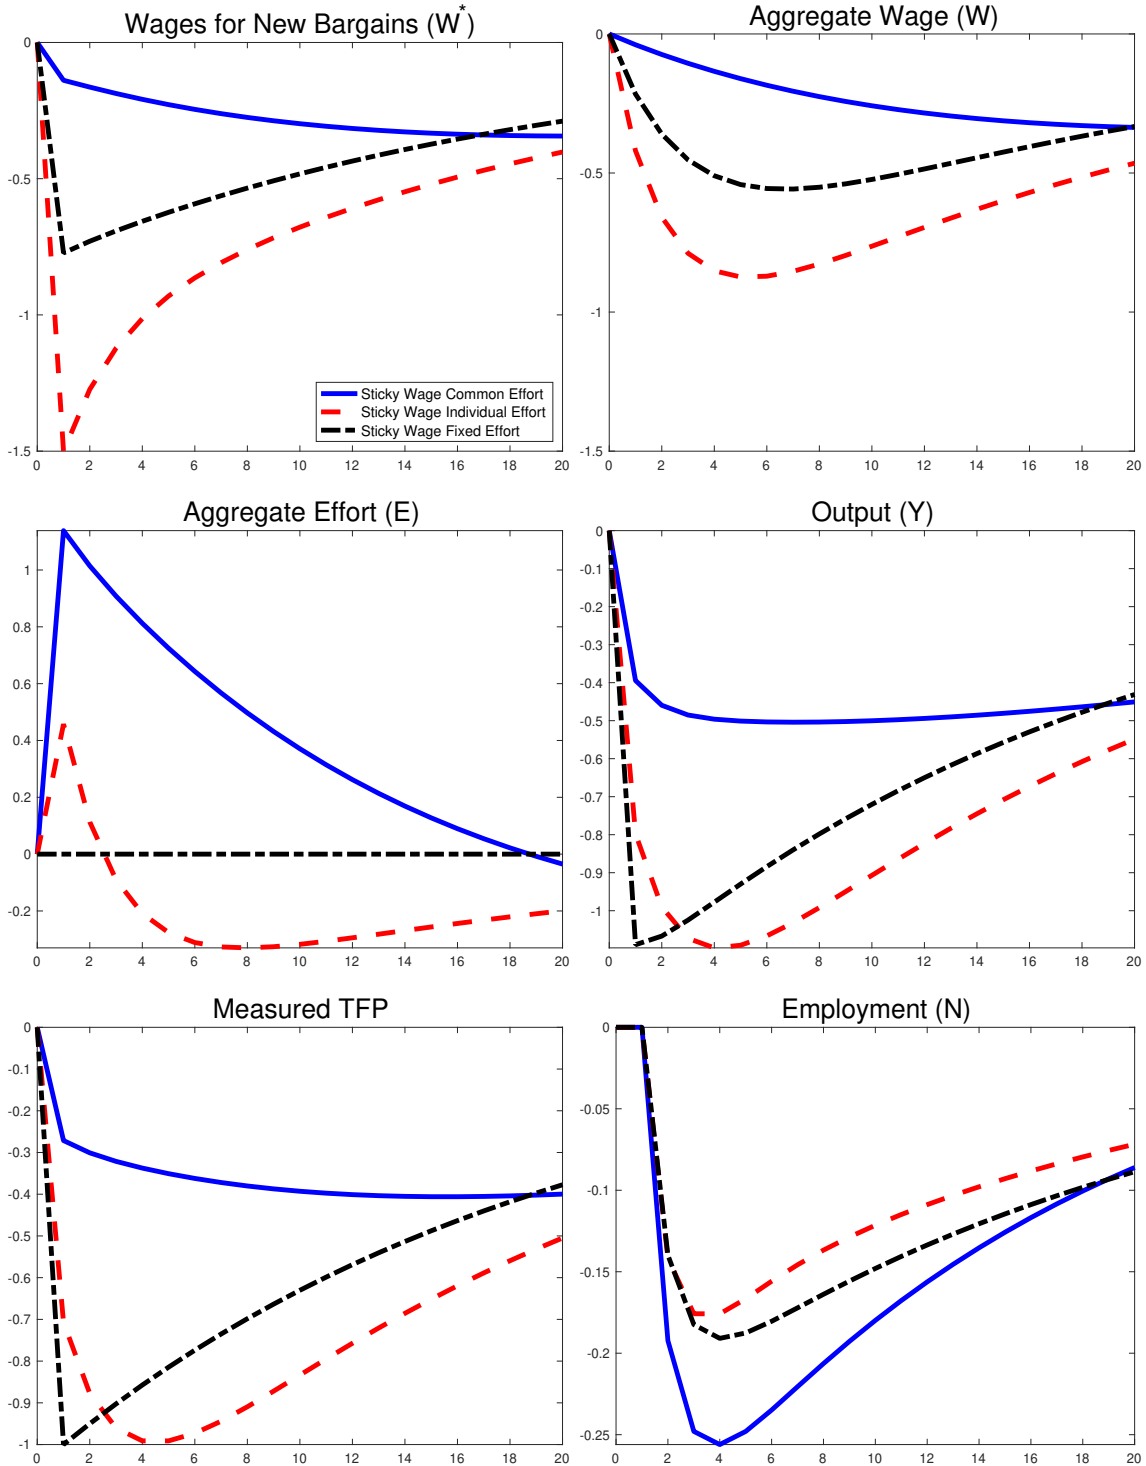 Wages for New Bargains (W*)
0
-0.5
-1
-1.5
0 2 4 6 8 10 12 14 16 18 20
Sticky Wage Common Effort
Sticky Wage Individual Effort
Sticky Wage Fixed Effort
Aggregate Wage (W)
0
-0.5
-1
-1.5
0 2 4 6 8 10 12 14 16 18 20
Aggregate Effort (E)
1
0.8
0.6
0.4
0.2
0
-0.2
0 2 4 6 8 10 12 14 16 18 20
Output (Y)
0
-0.1
-0.2
-0.3
-0.4
-0.5
-0.6
-0.7
-0.8
-0.9
-1
0 2 4 6 8 10 12 14 16 18 20
Measured TFP
0
-0.1
-0.2
-0.3
-0.4
-0.5
-0.6
-0.7
-0.8
-0.9
-1
0 2 4 6 8 10 12 14 16 18 20
Employment (N)
0
-0.05
-0.1
-0.15
-0.2
-0.25
0 2 4 6 8 10 12 14 16 18 20